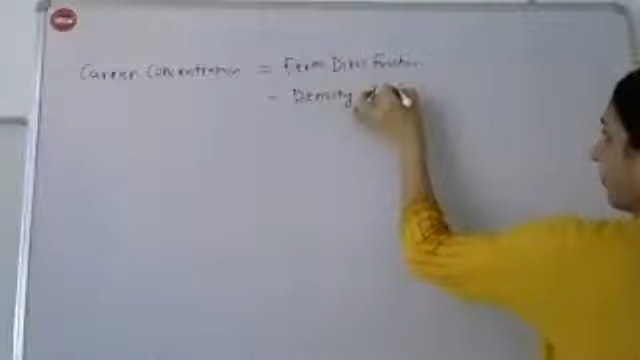 Carrier Concentration = Fermi Dirac Function
- Density